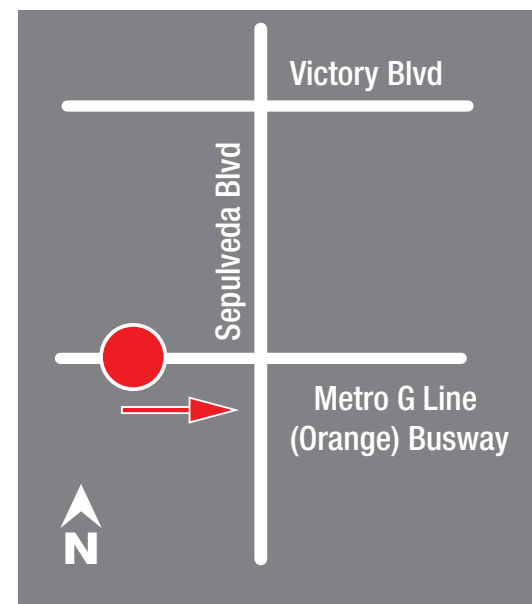 Victory Blvd
Sepulveda Blvd
Metro G Line
(Orange) Busway
N